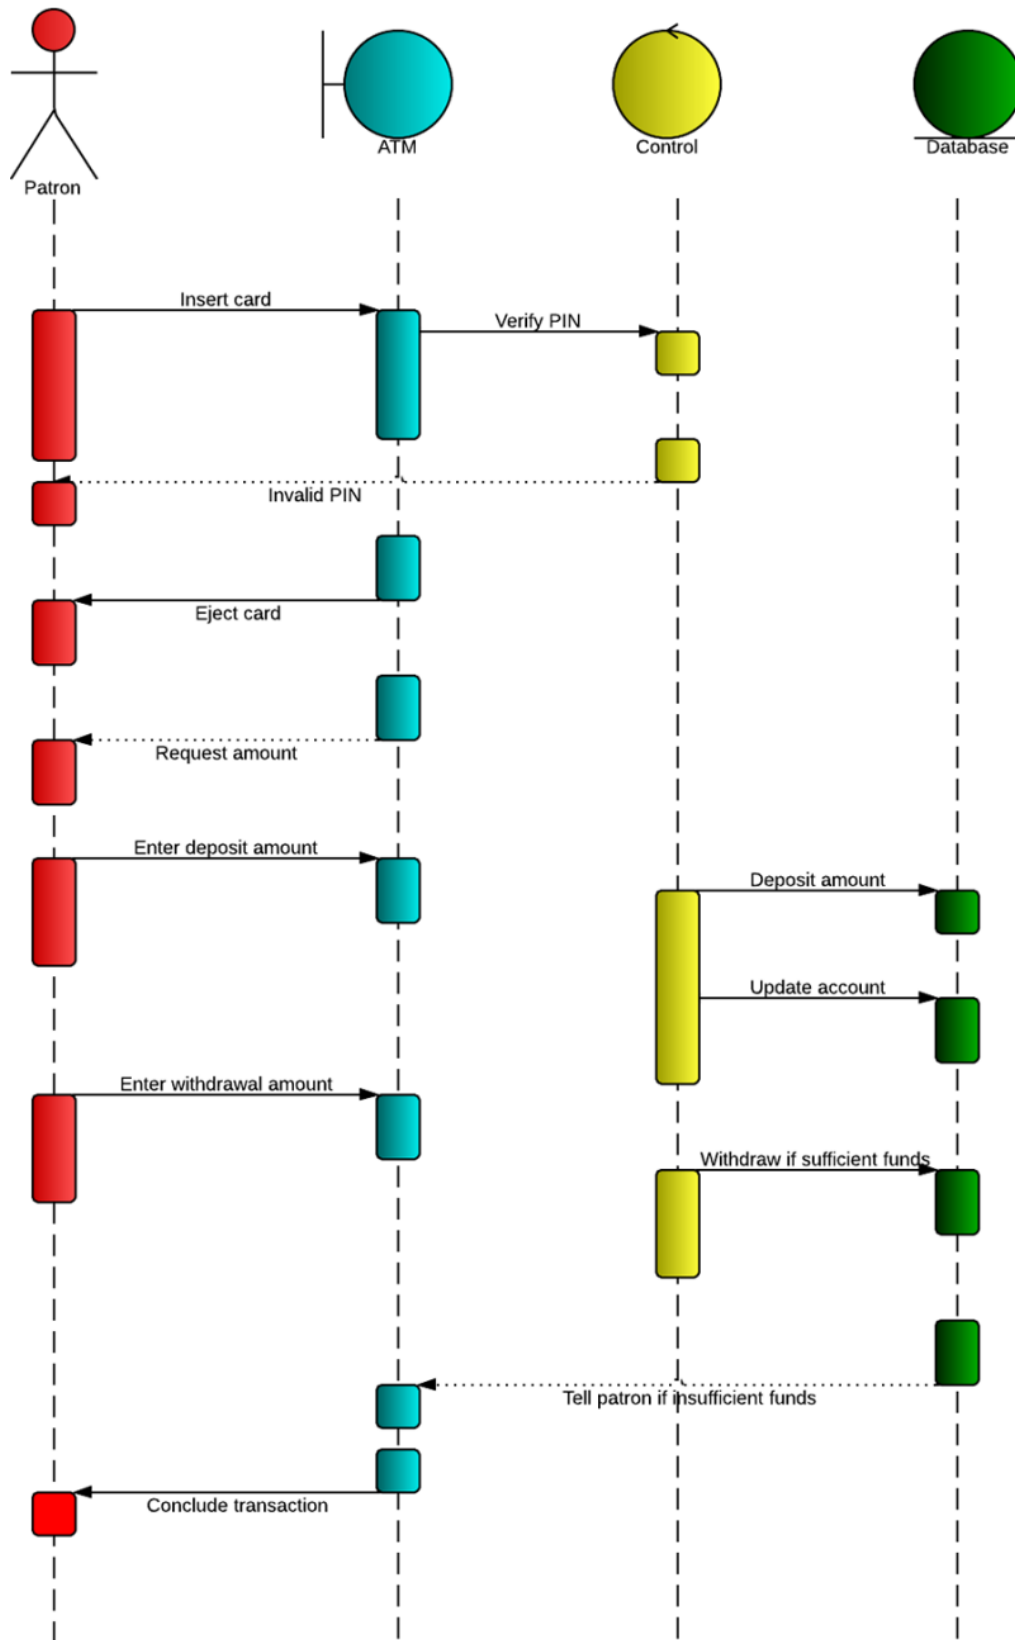 ATM
Control
Database
Patron
Insert card
Verify PIN
Invalid PIN
Eject card
Request amount
Enter deposit amount
Deposit amount
Update account
Enter withdrawal amount
Withdraw if sufficient funds
Tell patron if insufficient funds
Conclude transaction